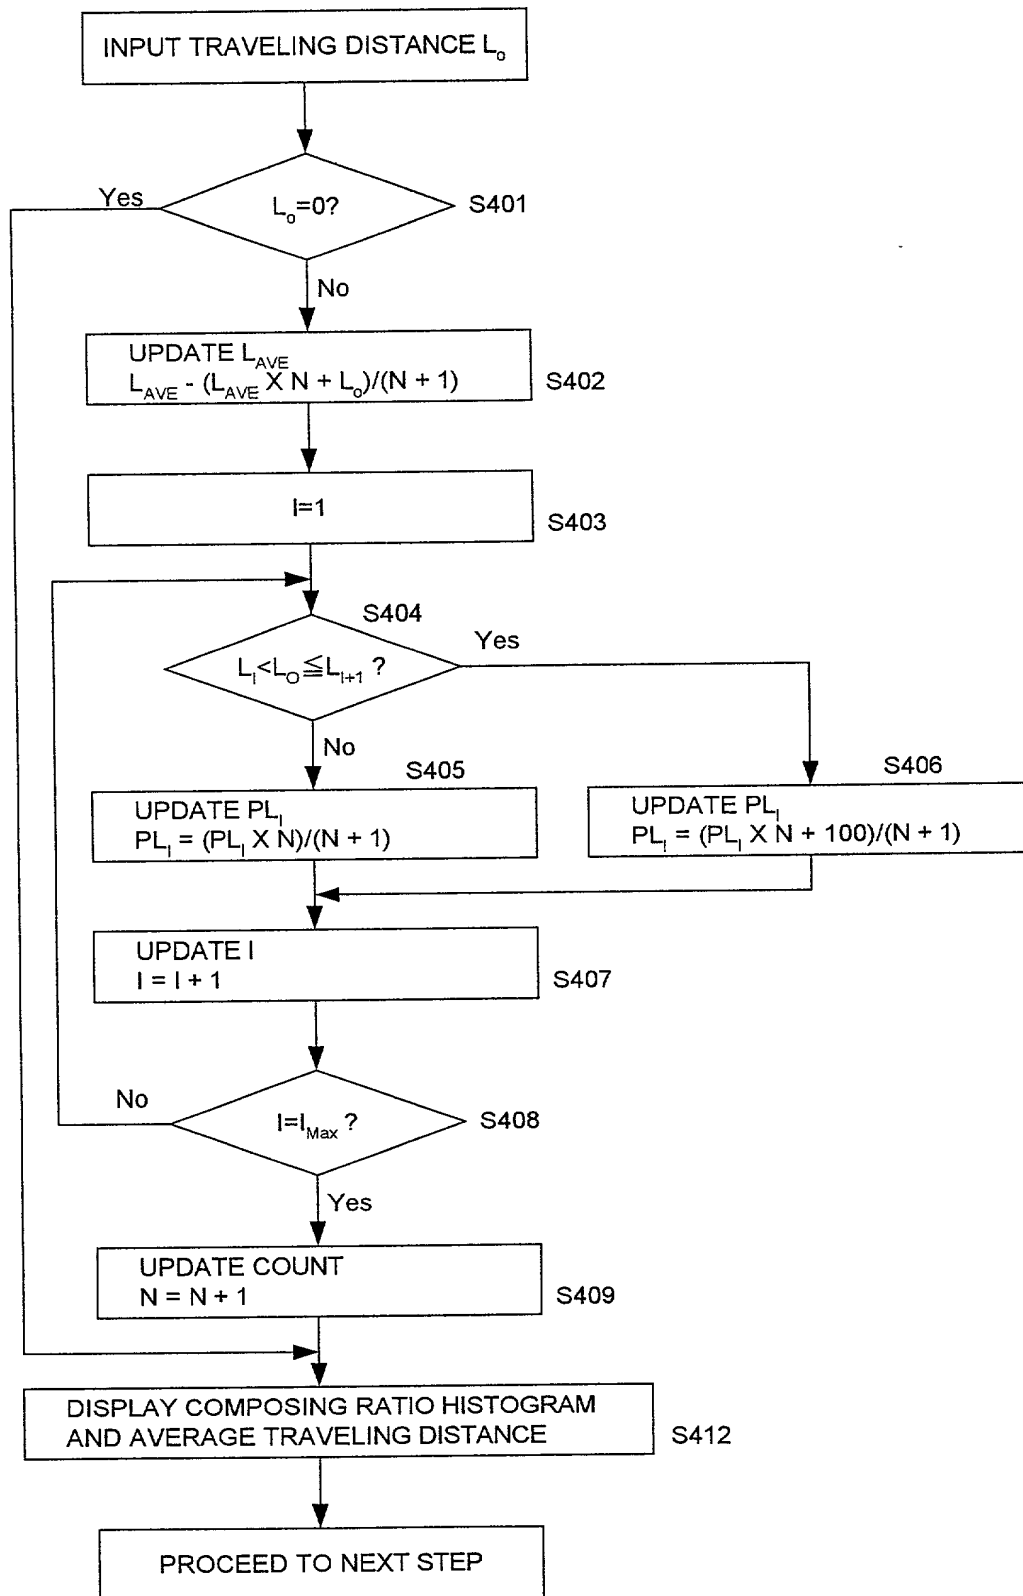 INPUT TRAVELING DISTANCE Lo
Yes
Lo=0?
S401
No
UPDATE LAVE
LAVE - (LAVE X N + Lo)/(N + 1)
S402
I=1
S403
S404
Yes
LI<LO≦LI+1 ?
No
S405
S406
UPDATE PLI
PLI = (PLI X N)/(N + 1)
UPDATE PLI
PLI = (PLI X N + 100)/(N + 1)
UPDATE I
I = I + 1
S407
No
I=IMax ?
S408
Yes
UPDATE COUNT
N = N + 1
S409
DISPLAY COMPOSING RATIO HISTOGRAM
AND AVERAGE TRAVELING DISTANCE
S412
PROCEED TO NEXT STEP